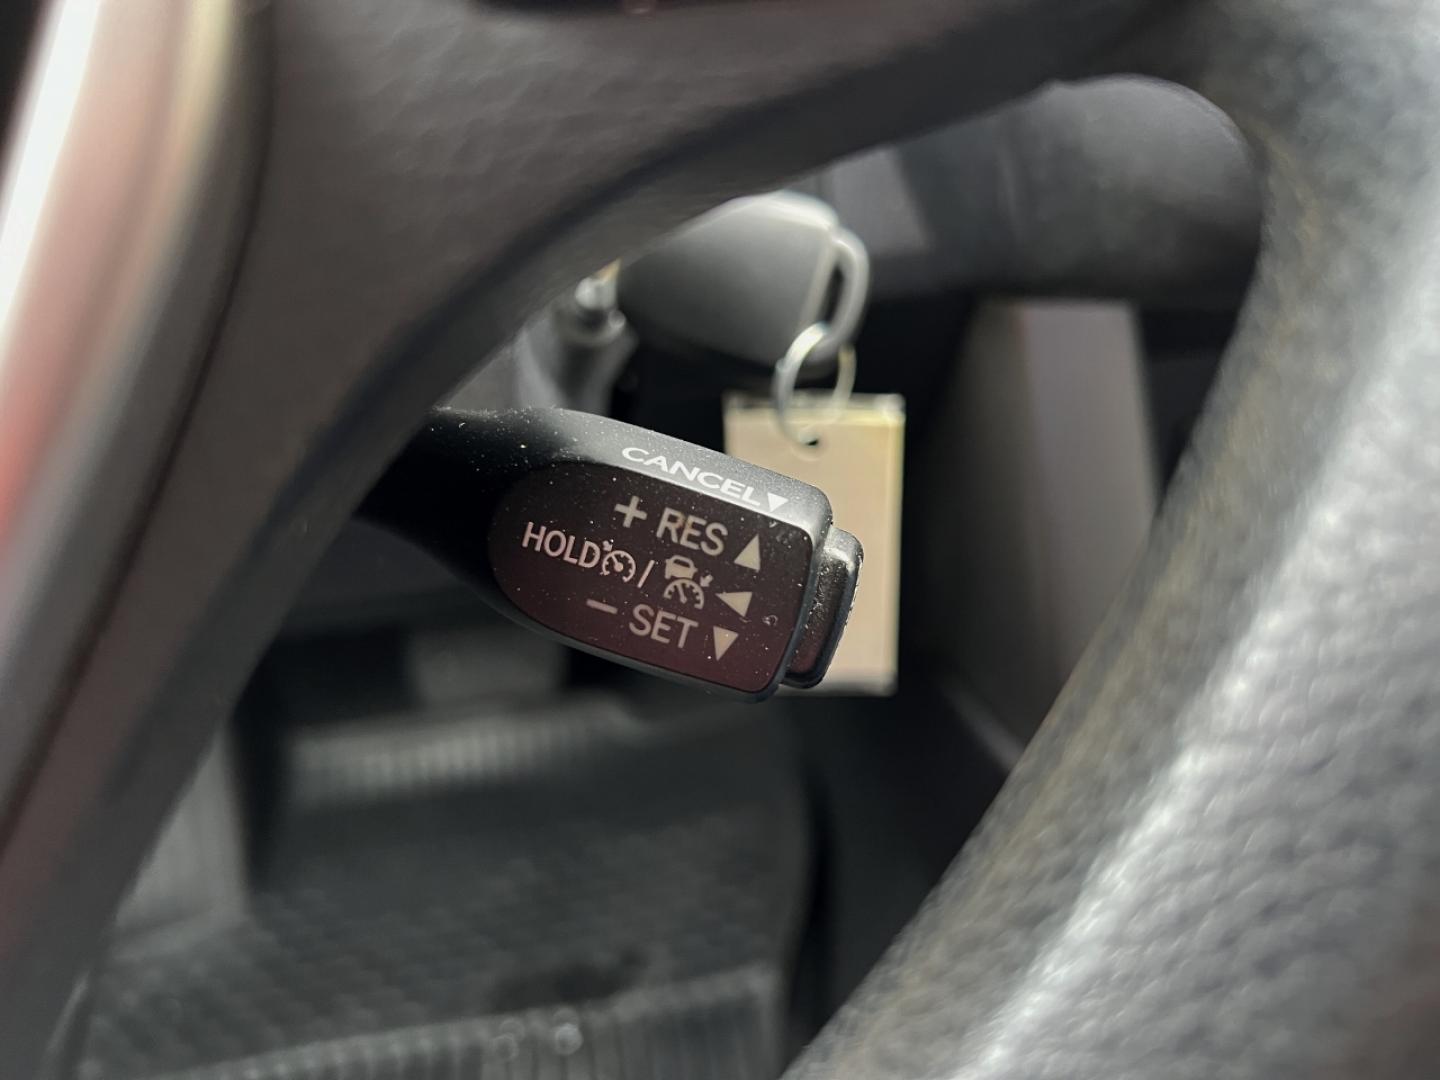 CANCEL▼
+ RES ▲
HOLD / ◀
− SET ▼